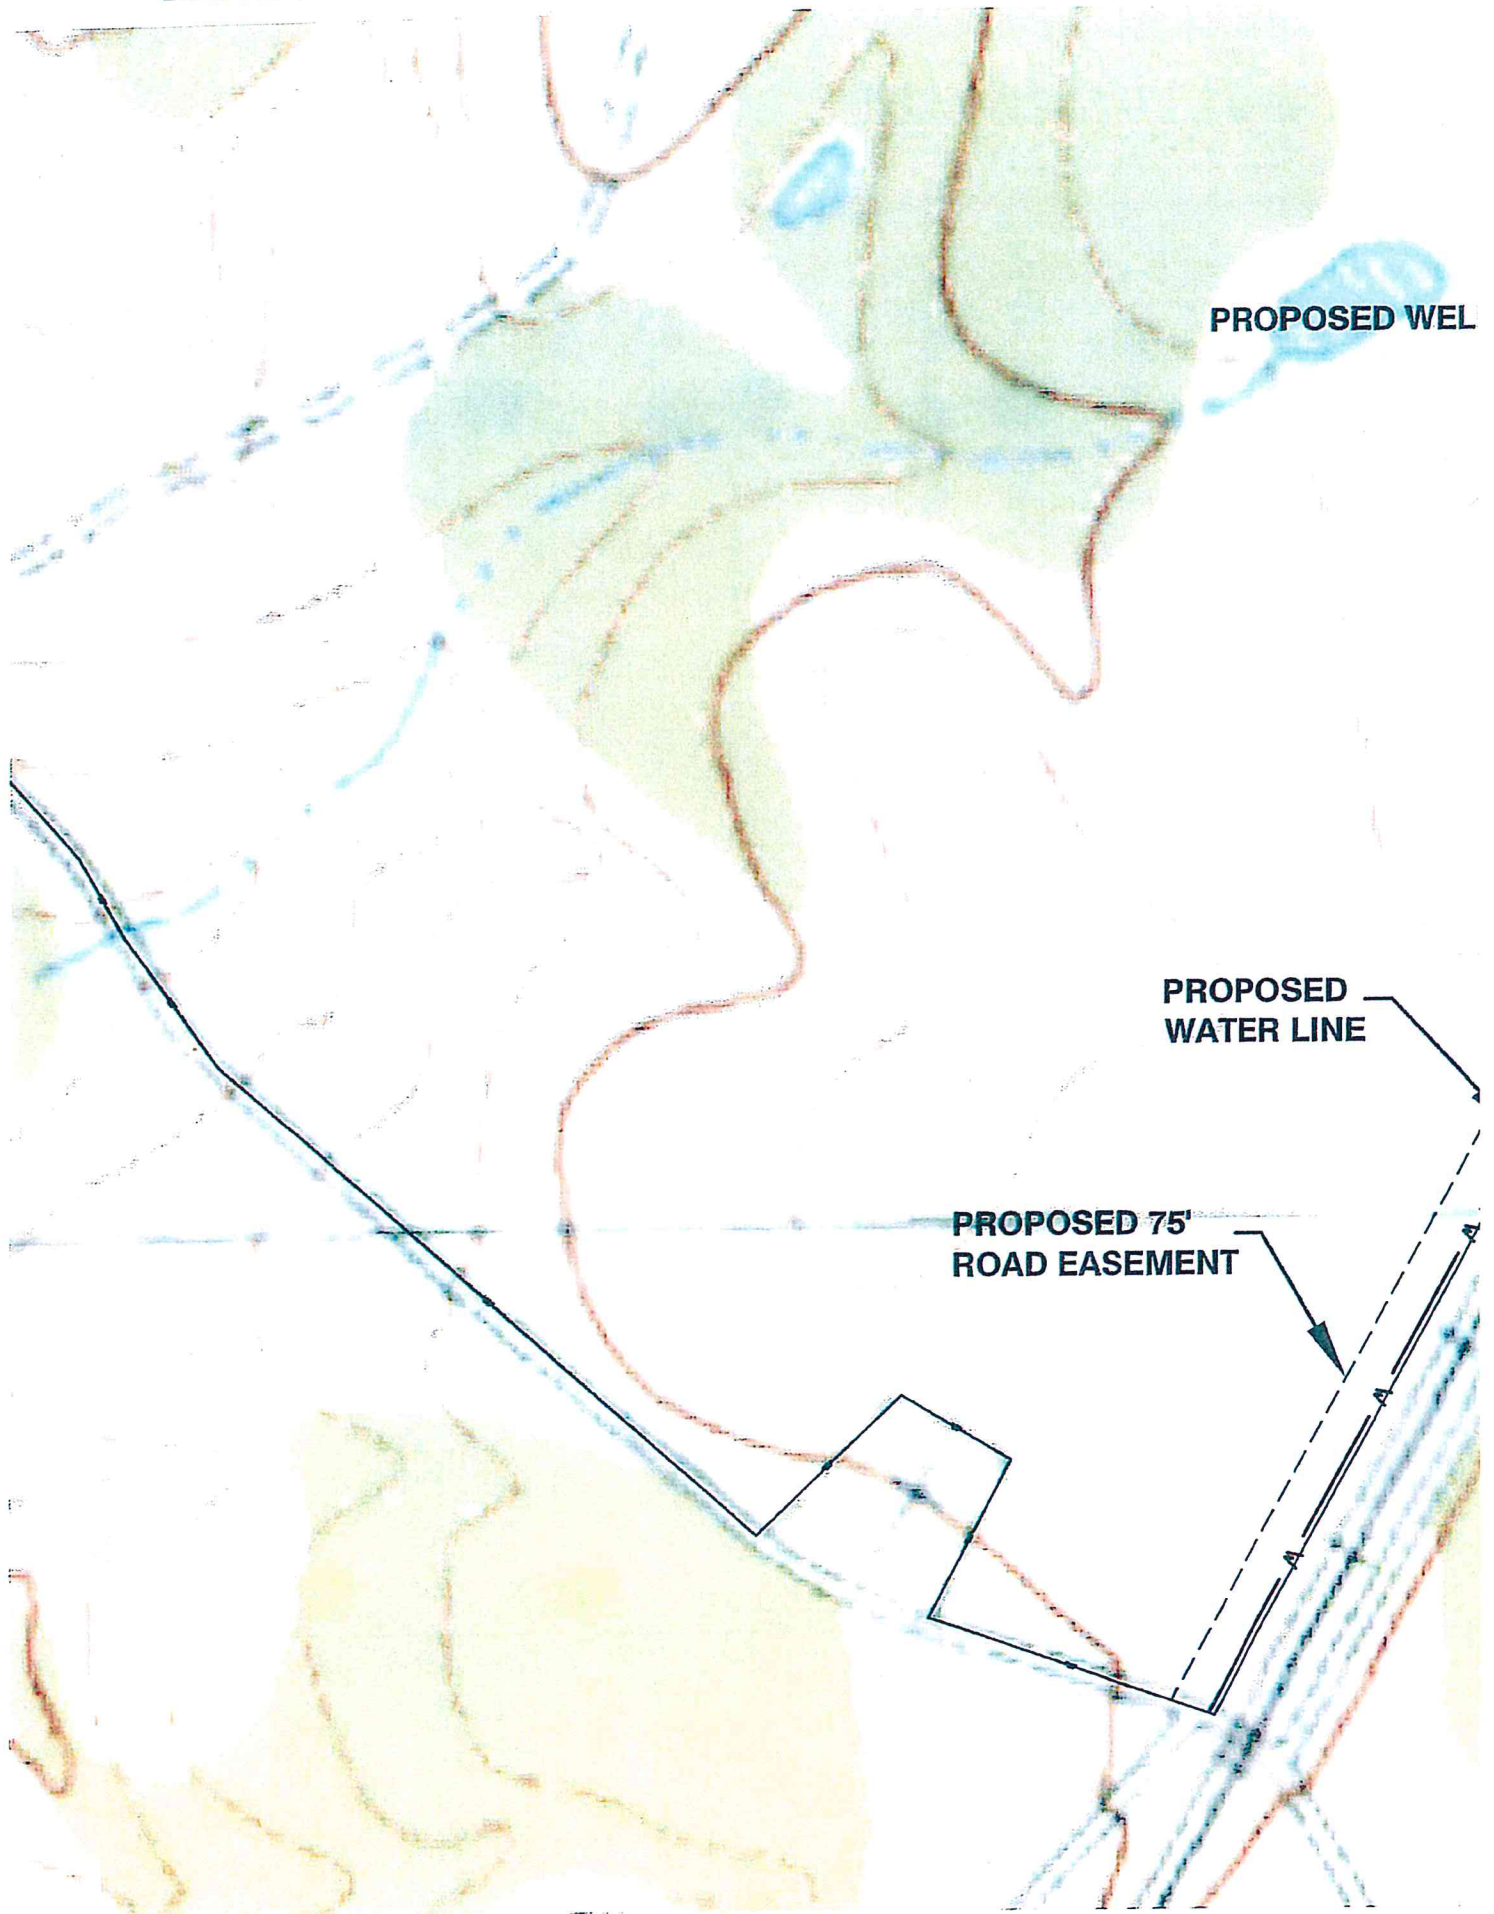 PROPOSED WEL
PROPOSED
WATER LINE
PROPOSED 75'
ROAD EASEMENT
W
W
W